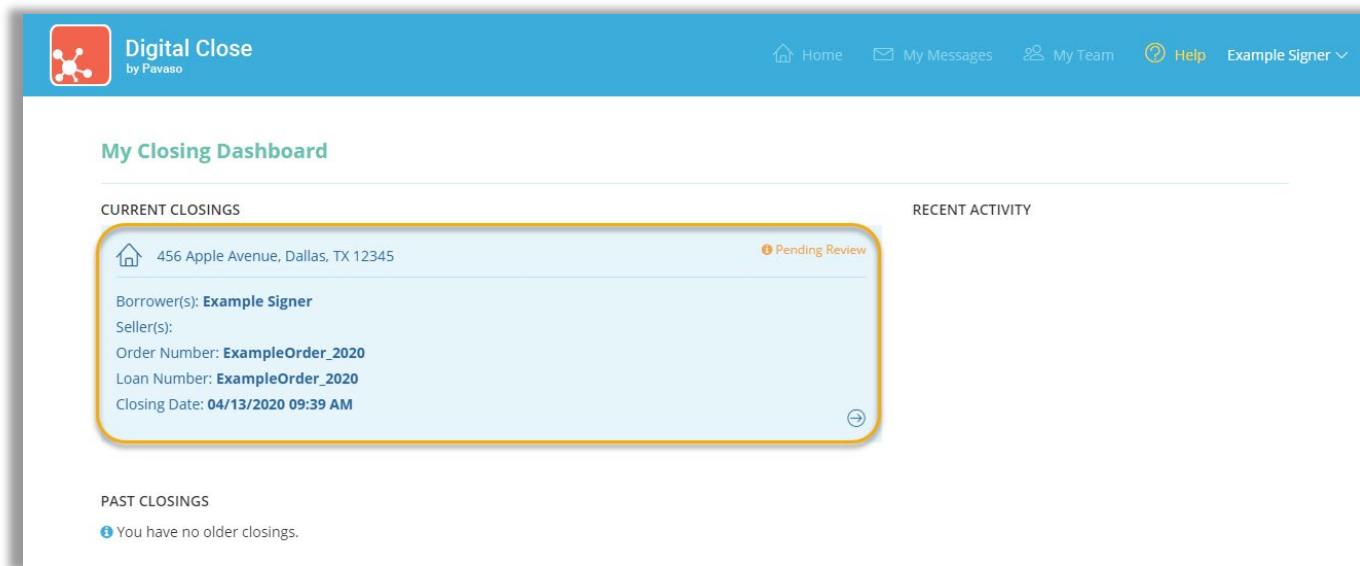 Digital Close
by Pavaso
Home My Messages My Team Help Example Signer
My Closing Dashboard
CURRENT CLOSINGS
456 Apple Avenue, Dallas, TX 12345 Pending Review
Borrower(s): Example Signer
Seller(s):
Order Number: ExampleOrder_2020
Loan Number: ExampleOrder_2020
Closing Date: 04/13/2020 09:39 AM
RECENT ACTIVITY
PAST CLOSINGS
You have no older closings.